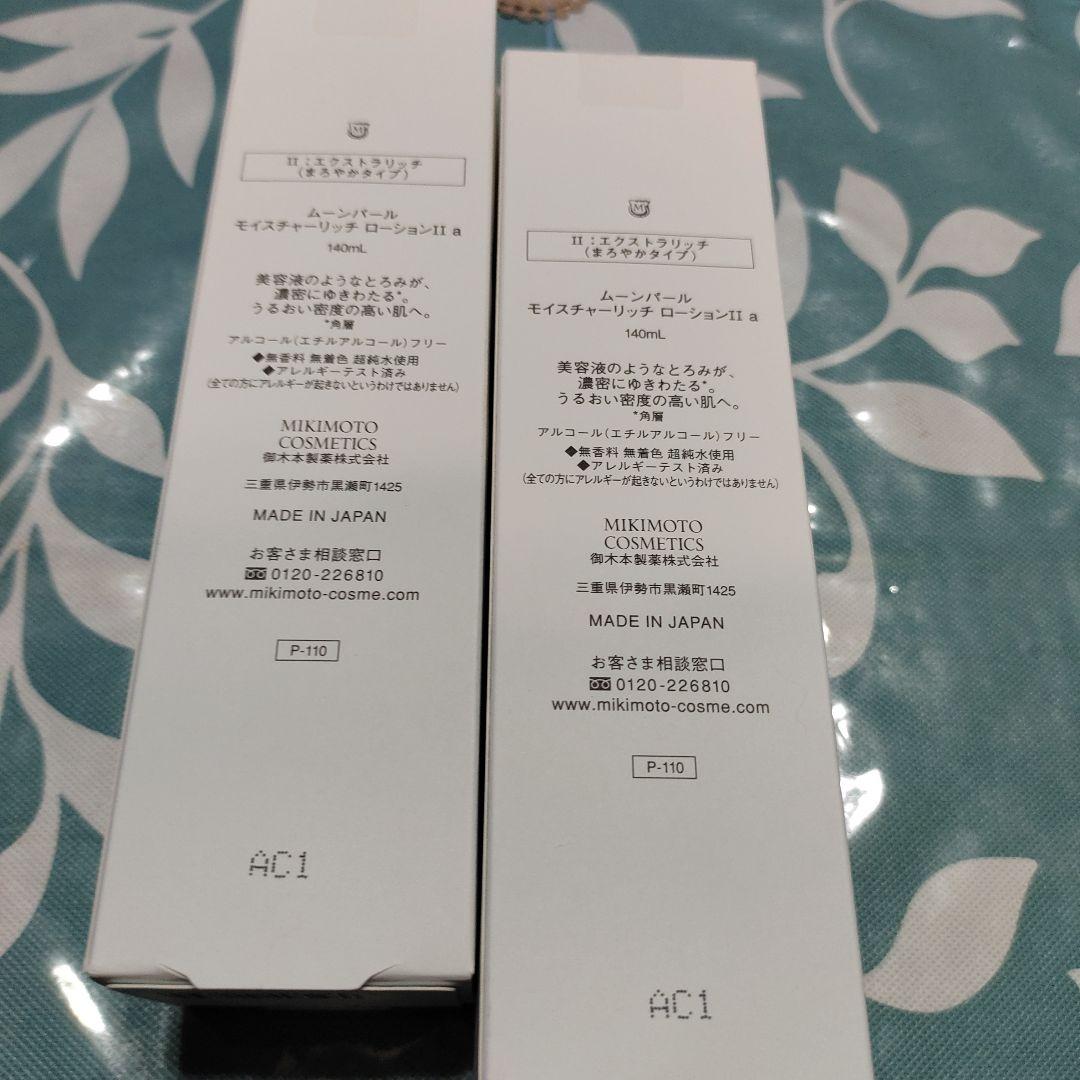 II：エクストラリッチ
（まろやかタイプ）
ムーンパール
モイスチャーリッチ ローションII a
140mL
美容液のようなとろみが、
濃密にゆきわたる*。
うるおい密度の高い肌へ。
*角層
アルコール（エチルアルコール）フリー
◆無香料 無着色 超純水使用
◆アレルギーテスト済み
（全ての方にアレルギーが起きないというわけではありません）
MIKIMOTO
COSMETICS
御木本製薬株式会社
三重県伊勢市黒瀬町1425
MADE IN JAPAN
お客さま相談窓口
0120-226810
www.mikimoto-cosme.com
P-110
AC1
M
II：エクストラリッチ
（まろやかタイプ）
ムーンパール
モイスチャーリッチ ローションII a
140mL
美容液のようなとろみが、
濃密にゆきわたる*。
うるおい密度の高い肌へ。
*角層
アルコール（エチルアルコール）フリー
◆無香料 無着色 超純水使用
◆アレルギーテスト済み
（全ての方にアレルギーが起きないというわけではありません）
MIKIMOTO
COSMETICS
御木本製薬株式会社
三重県伊勢市黒瀬町1425
MADE IN JAPAN
お客さま相談窓口
0120-226810
www.mikimoto-cosme.com
P-110
AC1